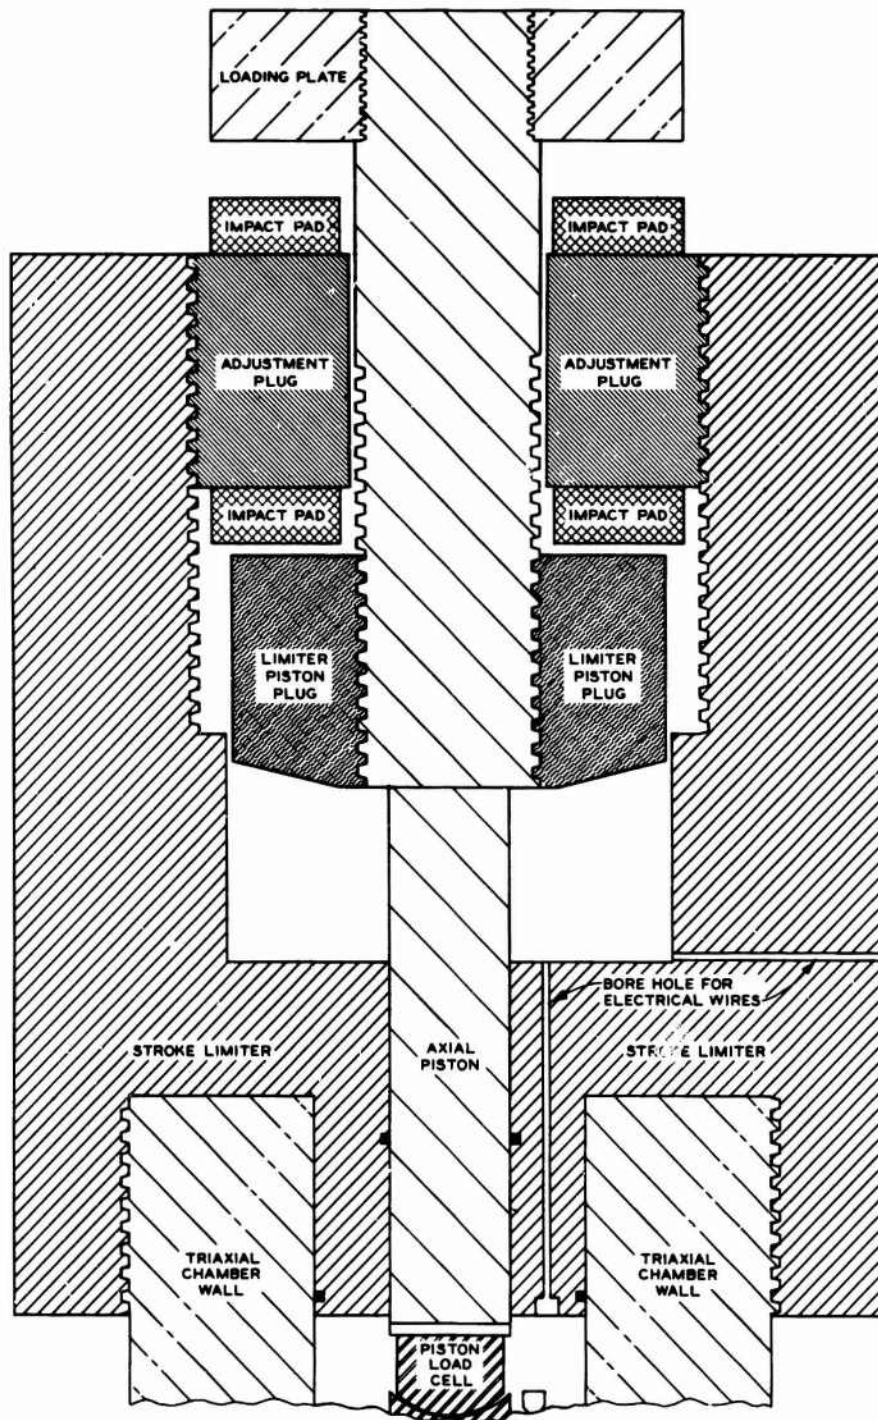 LOADING PLATE
IMPACT PAD
IMPACT PAD
ADJUSTMENT
PLUG
ADJUSTMENT
PLUG
IMPACT PAD
IMPACT PAD
LIMITER
PISTON
PLUG
LIMITER
PISTON
PLUG
BORE HOLE FOR
ELECTRICAL WIRES
STROKE LIMITER
AXIAL
PISTON
STROKE LIMITER
TRIAXIAL
CHAMBER
WALL
TRIAXIAL
CHAMBER
WALL
PISTON
LOAD
CELL